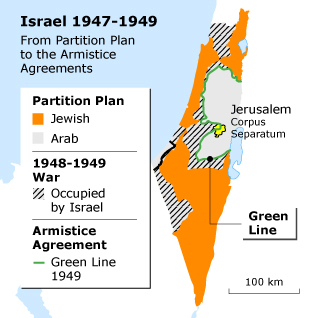 Israel 1947-1949
From Partition Plan
to the Armistice
Agreements
Partition Plan
Jewish
Arab
1948-1949
War
Occupied
by Israel
Armistice
Agreement
Green Line
1949
Jerusalem
Corpus
Separatum
Green
Line
100 km